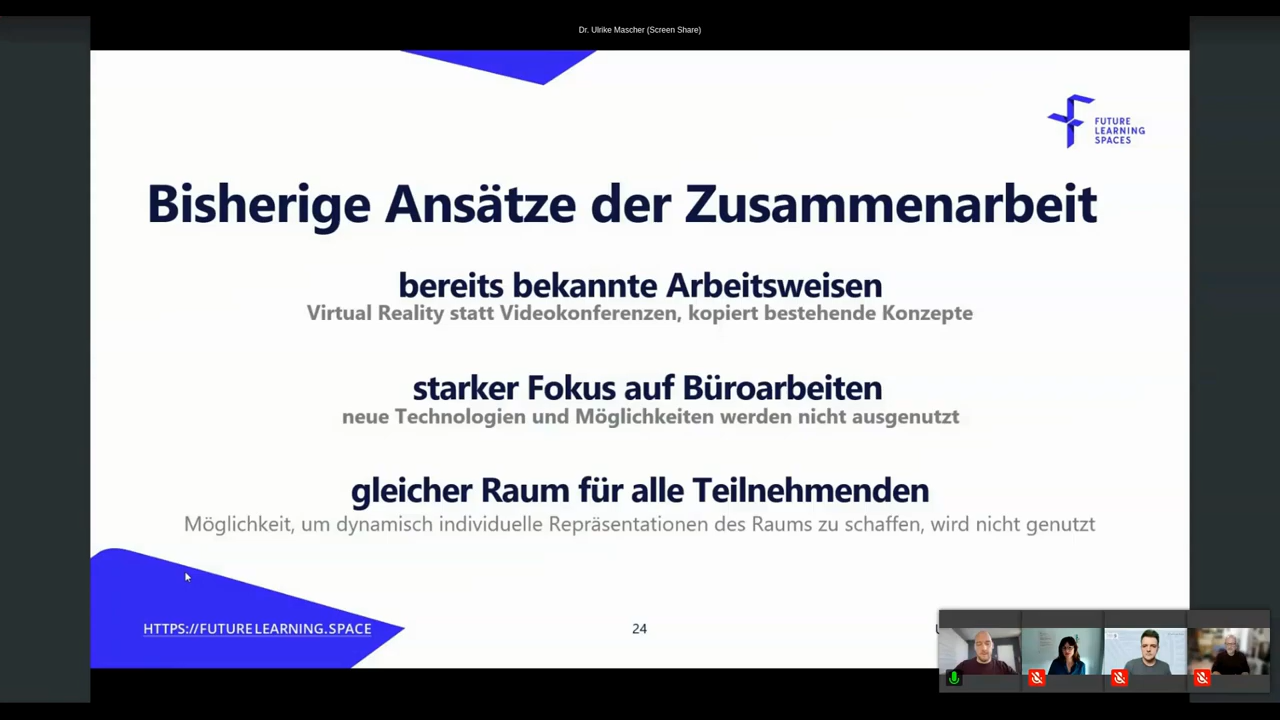 Dr. Ulrike Mascher (Screen Share)
FUTURE
LEARNING
SPACES
Bisherige Ansätze der Zusammenarbeit
bereits bekannte Arbeitsweisen
Virtual Reality statt Videokonferenzen, kopiert bestehende Konzepte
starker Fokus auf Büroarbeiten
neue Technologien und Möglichkeiten werden nicht ausgenutzt
gleicher Raum für alle Teilnehmenden
Möglichkeit, um dynamisch individuelle Repräsentationen des Raums zu schaffen, wird nicht genutzt
HTTPS://FUTURELEARNING.SPACE
24